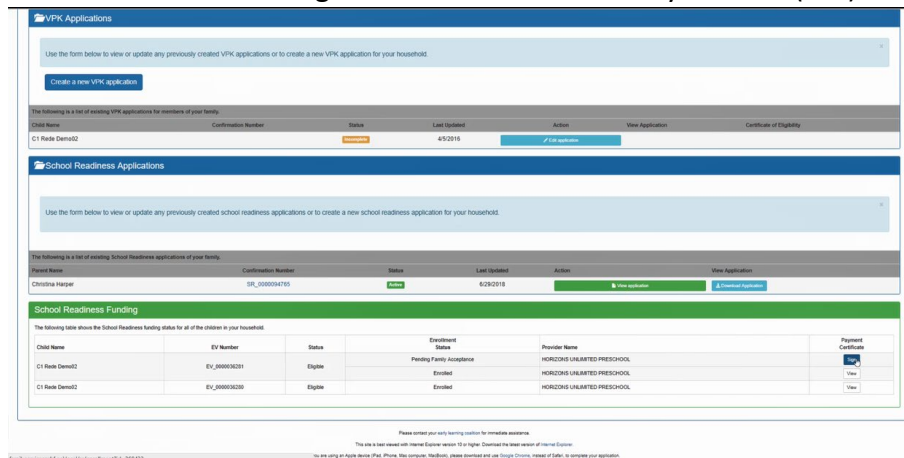 VPK Applications
Use the form below to view or update any previously created VPK applications or to create a new VPK application for your household.
×
Create a new VPK application
The following is a list of existing VPK applications for members of your family.
Child Name Confirmation Number Status Last Updated Action View Application Certificate of Eligibility
C1 Rede Demo02 Incomplete 4/5/2016 Edit application
School Readiness Applications
Use the form below to view or update any previously created school readiness applications or to create a new school readiness application for your household.
×
The following is a list of existing School Readiness applications of your family.
Parent Name Confirmation Number Status Last Updated Action View Application
Christina Harper SR_0000094765 Active 6/29/2018 View application Download Application
School Readiness Funding
The following table shows the School Readiness funding status for all of the children in your household.
Child Name EV Number Status Enrollment Status Provider Name Payment Certificate
C1 Rede Demo02 EV_0000036281 Eligible Pending Family Acceptance HORIZONS UNLIMITED PRESCHOOL Sign
Enrolled HORIZONS UNLIMITED PRESCHOOL View
C1 Rede Demo02 EV_0000036280 Eligible Enrolled HORIZONS UNLIMITED PRESCHOOL View
Please contact your early learning coalition for immediate assistance.
This site is best viewed with Internet Explorer version 10 or higher. Download the latest version of Internet Explorer.
you are using an Apple device (iPad, iPhone, Mac computer, MacBook), please download and use Google Chrome, instead of Safari, to complete your application.